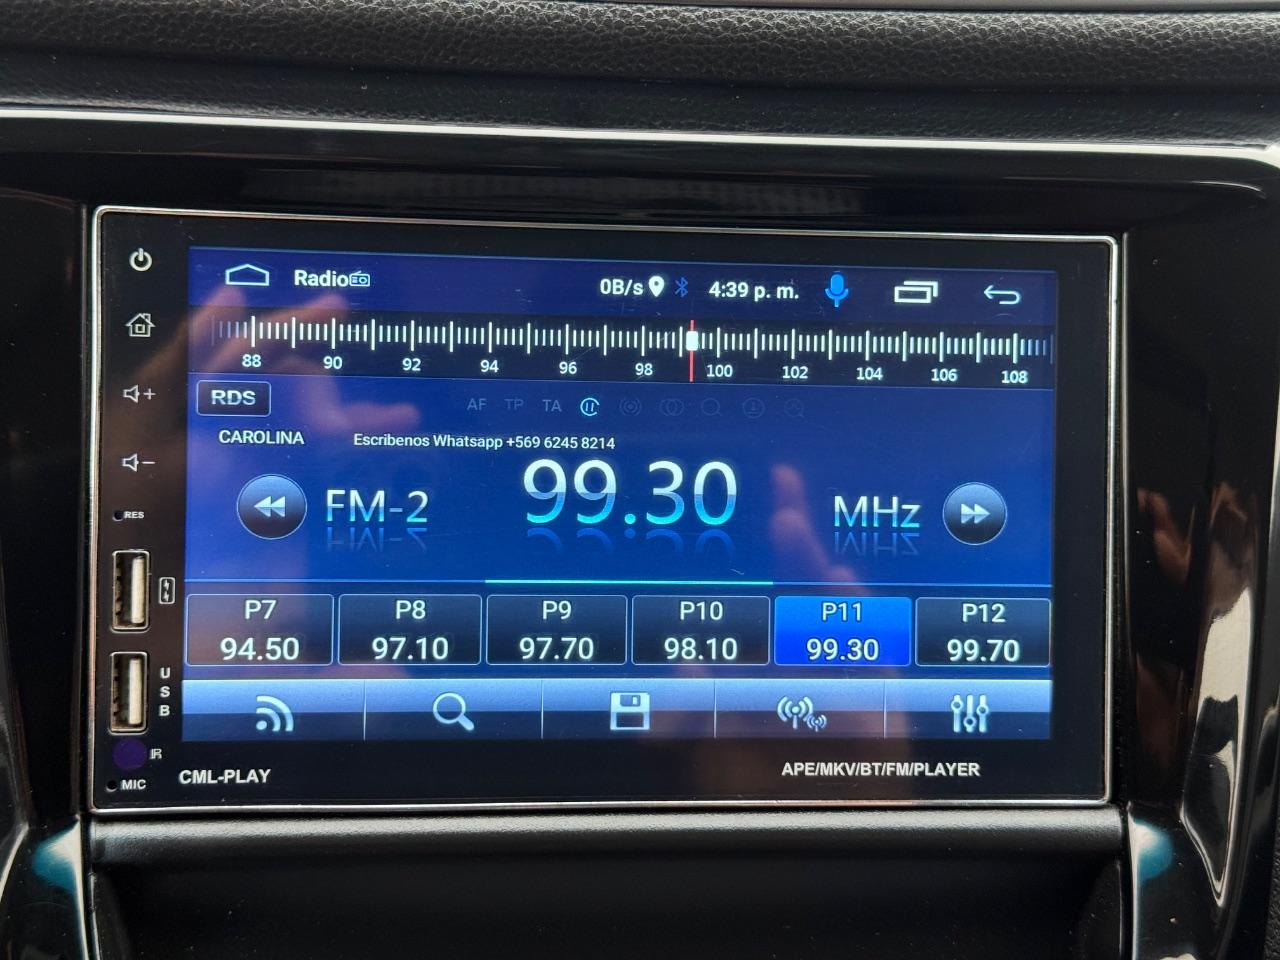 Radio 0B/s 4:39 p. m.
88 90 92 94 96 98 100 102 104 106 108
RDS AF TP TA
CAROLINA Escribenos Whatsapp +569 6245 8214
FM-2 99.30 MHz
P7 P8 P9 P10 P11 P12
94.50 97.10 97.70 98.10 99.30 99.70
+
−
RES
USB
IR
MIC
CML-PLAY APE/MKV/BT/FM/PLAYER